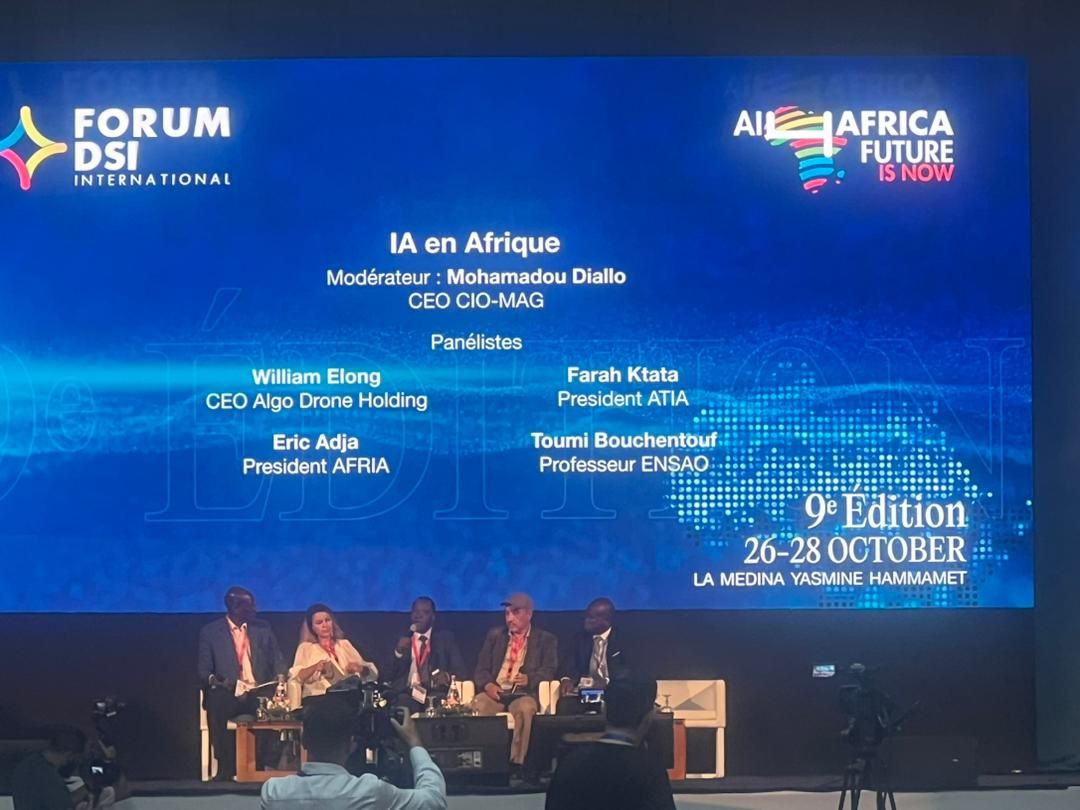 FORUM
DSI
INTERNATIONAL
AI4AFRICA
FUTURE
IS NOW
IA en Afrique
Modérateur : Mohamadou Diallo
CEO CIO-MAG
Panélistes
William Elong
CEO Algo Drone Holding
Farah Ktata
President ATIA
Eric Adja
President AFRIA
Toumi Bouchentouf
Professeur ENSAO
9e Édition
26-28 OCTOBER
LA MEDINA YASMINE HAMMAMET
ÉDITION